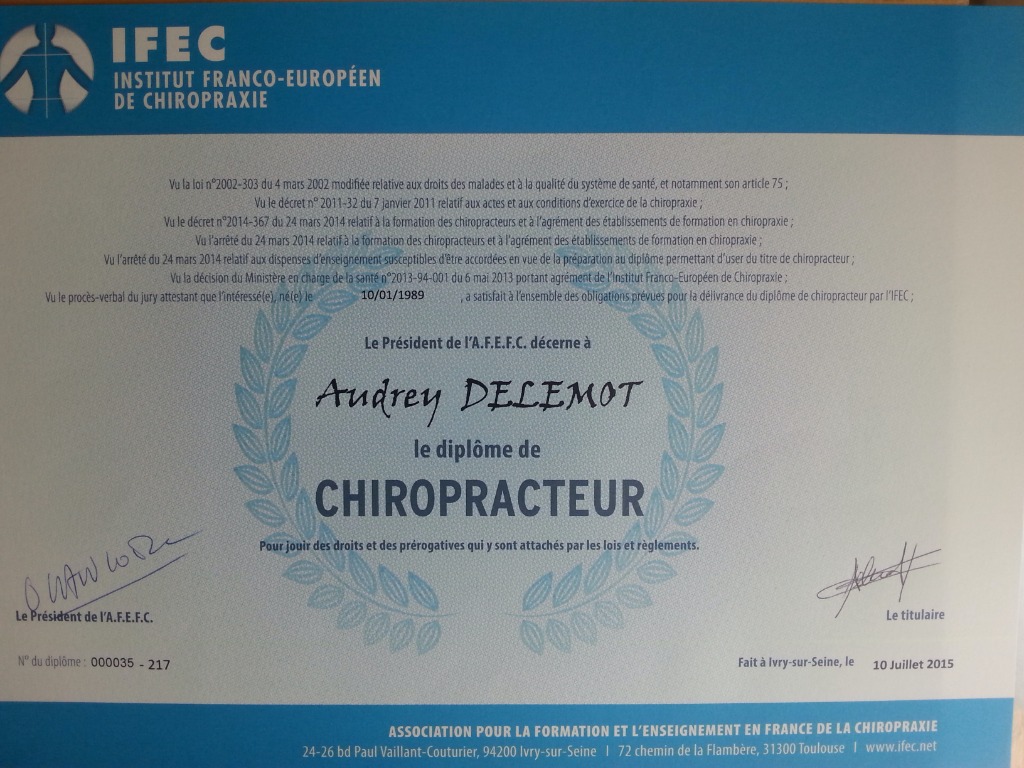 IFEC
INSTITUT FRANCO-EUROPÉEN
DE CHIROPRAXIE
Vu la loi n°2002-303 du 4 mars 2002 modifiée relative aux droits des malades et à la qualité du système de santé, et notamment son article 75 ;
Vu le décret n° 2011-32 du 7 janvier 2011 relatif aux actes et aux conditions d'exercice de la chiropraxie ;
Vu le décret n°2014-367 du 24 mars 2014 relatif à la formation des chiropracteurs et à l'agrément des établissements de formation en chiropraxie ;
Vu l'arrêté du 24 mars 2014 relatif à la formation des chiropracteurs et à l'agrément des établissements de formation en chiropraxie ;
Vu l'arrêté du 24 mars 2014 relatif aux dispenses d'enseignement susceptibles d'être accordées en vue de la préparation au diplôme permettant d'user du titre de chiropracteur ;
Vu la décision du Ministère en charge de la santé n°2013-94-001 du 6 mai 2013 portant agrément de l'Institut Franco-Européen de Chiropraxie ;
Vu le procès-verbal du jury attestant que l'intéressé(e), né(e) le 10/01/1989 , a satisfait à l'ensemble des obligations prévues pour la délivrance du diplôme de chiropracteur par l'IFEC ;
Le Président de l'A.F.E.F.C. décerne à
Audrey DELEMOT
le diplôme de
CHIROPRACTEUR
Pour jouir des droits et des prérogatives qui y sont attachés par les lois et règlements.
Le Président de l'A.F.E.F.C.
Le titulaire
N° du diplôme : 000035 - 217
Fait à Ivry-sur-Seine, le 10 Juillet 2015
ASSOCIATION POUR LA FORMATION ET L'ENSEIGNEMENT EN FRANCE DE LA CHIROPRAXIE
24-26 bd Paul Vaillant-Couturier, 94200 Ivry-sur-Seine | 72 chemin de la Flambère, 31300 Toulouse | www.ifec.net